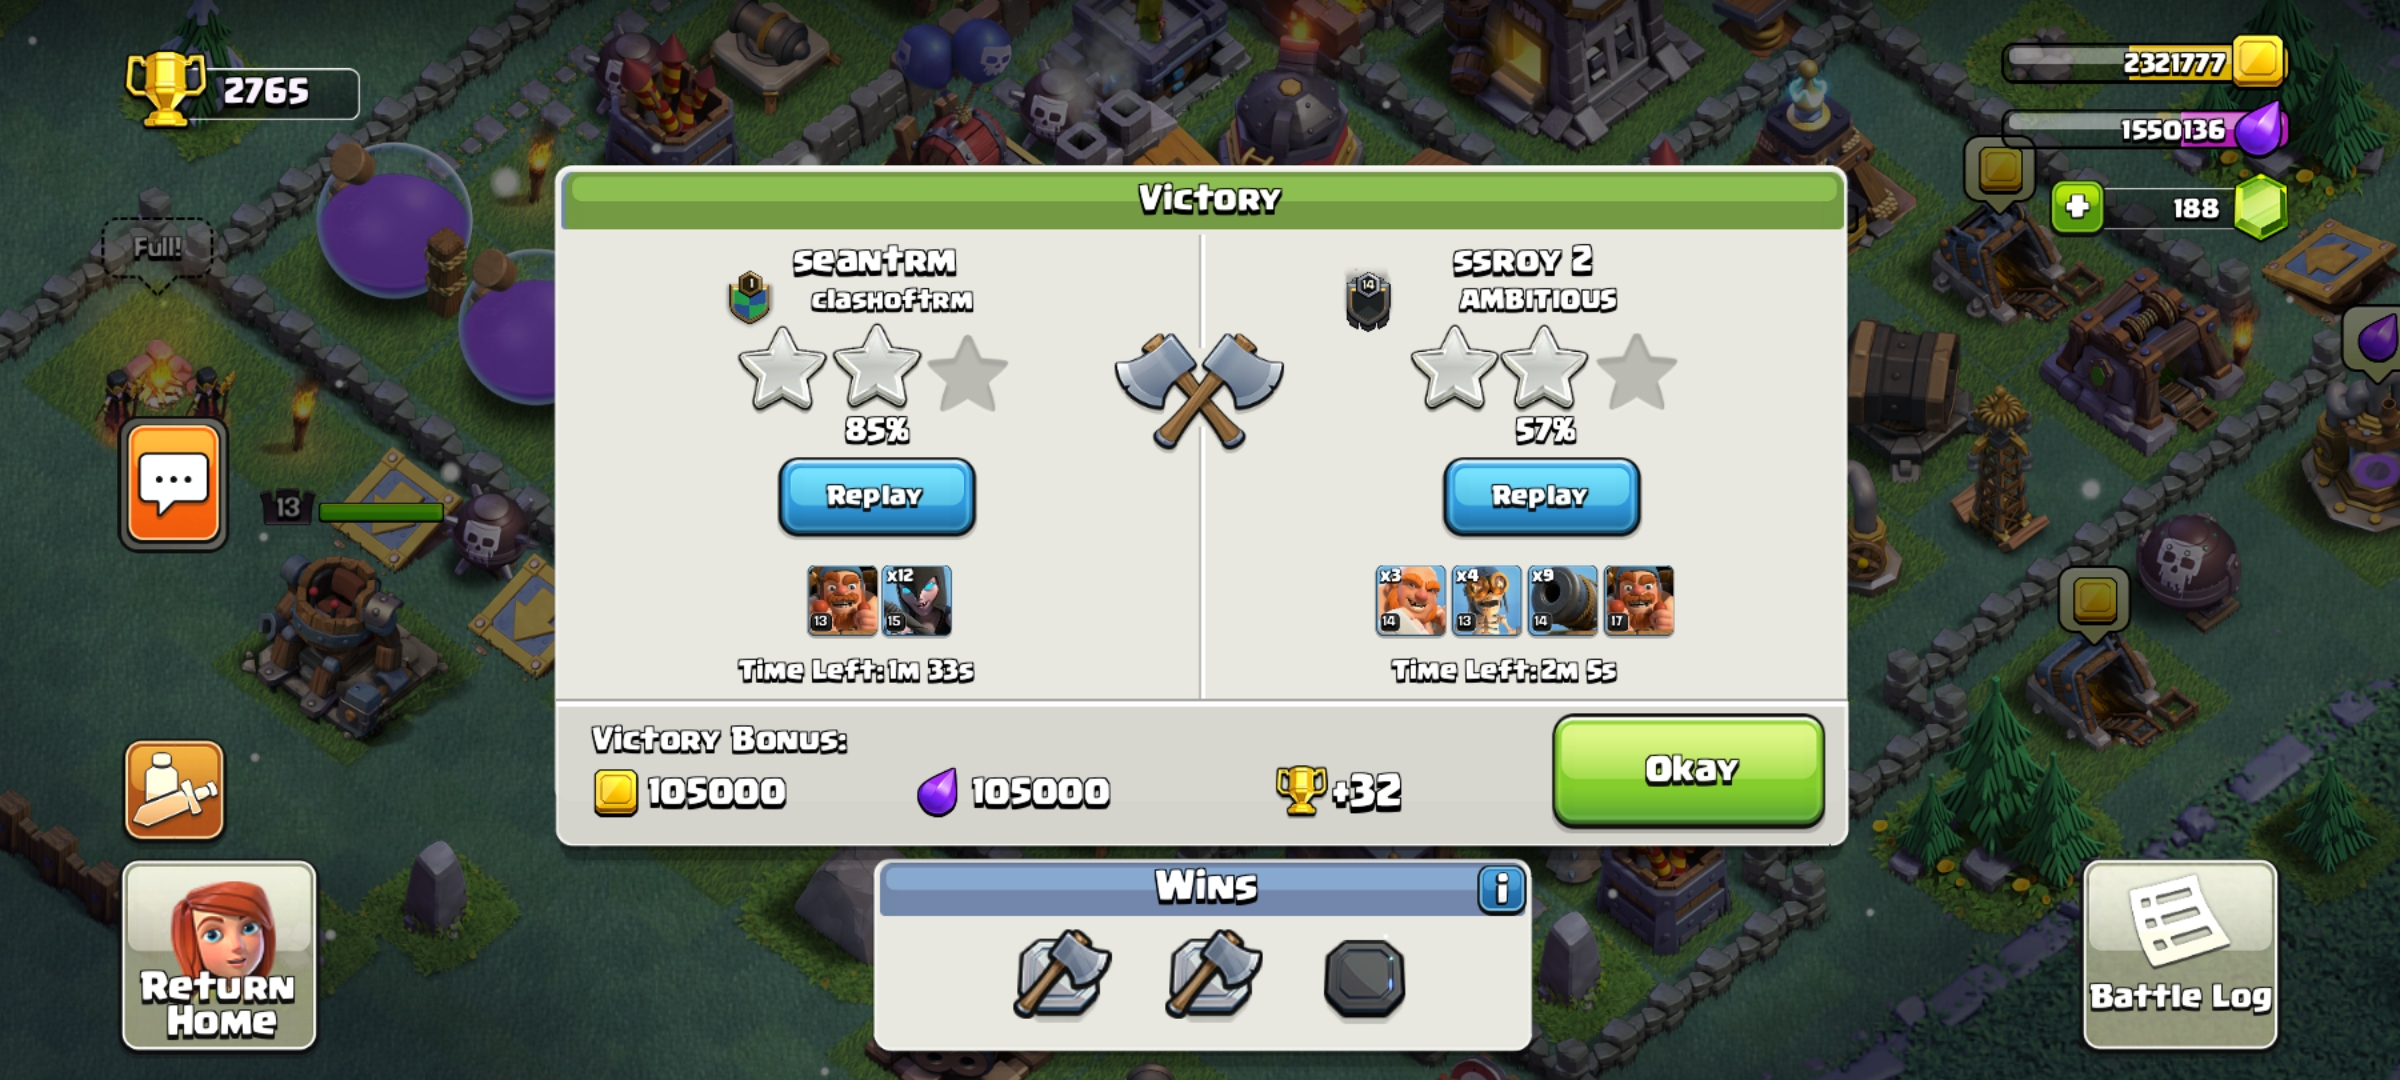 2765
2321777
1550136
188
Full!
Victory
seantRM
1
clashoftRM
85%
Replay
x12
13
15
Time Left: 1m 33s
ssroy 2
14
AMBITIOUS
57%
Replay
x3
x4
x9
14
13
14
17
Time Left: 2m 5s
13
Victory Bonus:
105000
105000
+32
Okay
Wins
i
Return
Home
Battle Log